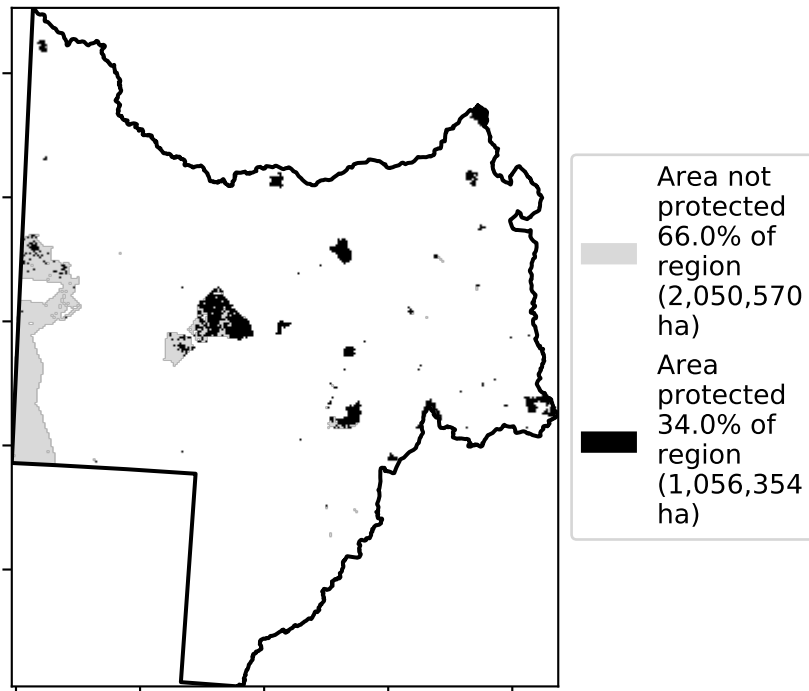 Area not
protected
66.0% of
region
(2,050,570
ha)
Area
protected
34.0% of
region
(1,056,354
ha)